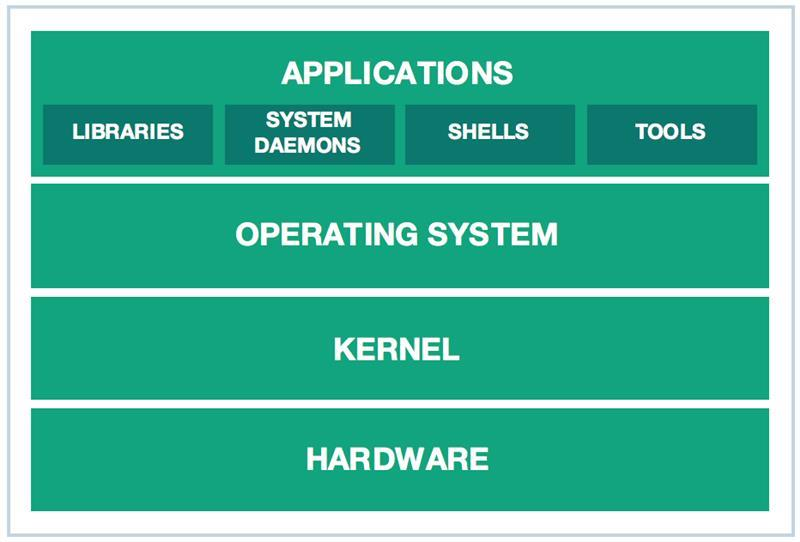 APPLICATIONS
LIBRARIES
SYSTEM
DAEMONS
SHELLS
TOOLS
OPERATING SYSTEM
KERNEL
HARDWARE